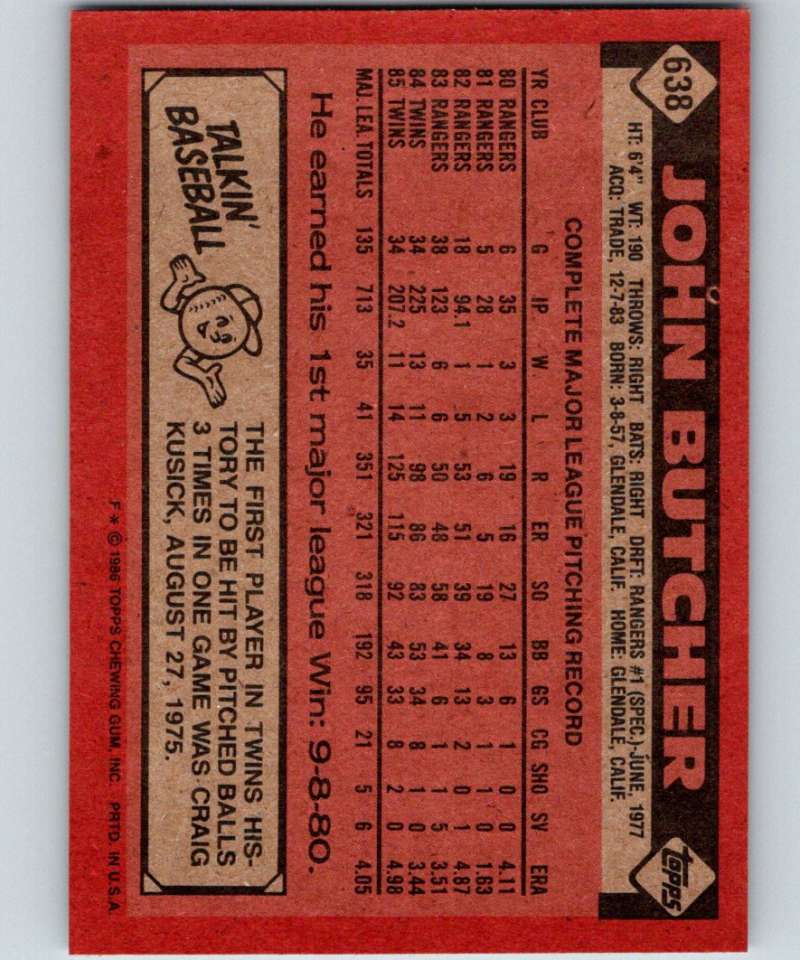 638
JOHN BUTCHER
topps
HT: 6'4" WT: 190 THROWS: RIGHT BATS: RIGHT DRFT: RANGERS #1 (SPEC.)-JUNE, 1977
ACQ: TRADE, 12-7-83 BORN: 3-8-57, GLENDALE, CALIF. HOME: GLENDALE, CALIF.
COMPLETE MAJOR LEAGUE PITCHING RECORD
YR CLUB G IP W L R ER SO BB GS CG SHO SV ERA
80 RANGERS 6 35 3 3 19 16 27 13 6 1 0 0 4.11
81 RANGERS 5 28 1 2 6 5 19 8 3 1 1 0 1.63
82 RANGERS 18 94.1 1 5 53 51 39 34 13 2 0 1 4.87
83 RANGERS 38 123 6 6 50 48 58 41 6 1 1 5 3.51
84 TWINS 34 225 13 11 98 86 83 53 34 8 1 0 3.44
85 TWINS 34 207.2 11 14 125 115 92 43 33 8 2 0 4.98
MAJ. LEA. TOTALS 135 713 35 41 351 321 318 192 95 21 5 6 4.05
He earned his 1st major league Win: 9-8-80.
TALKIN'
BASEBALL
THE FIRST PLAYER IN TWINS HIS-
TORY TO BE HIT BY PITCHED BALLS
3 TIMES IN ONE GAME WAS CRAIG
KUSICK, AUGUST 27, 1975.
F * © 1986 TOPPS CHEWING GUM, INC. PRTD. IN U.S.A.